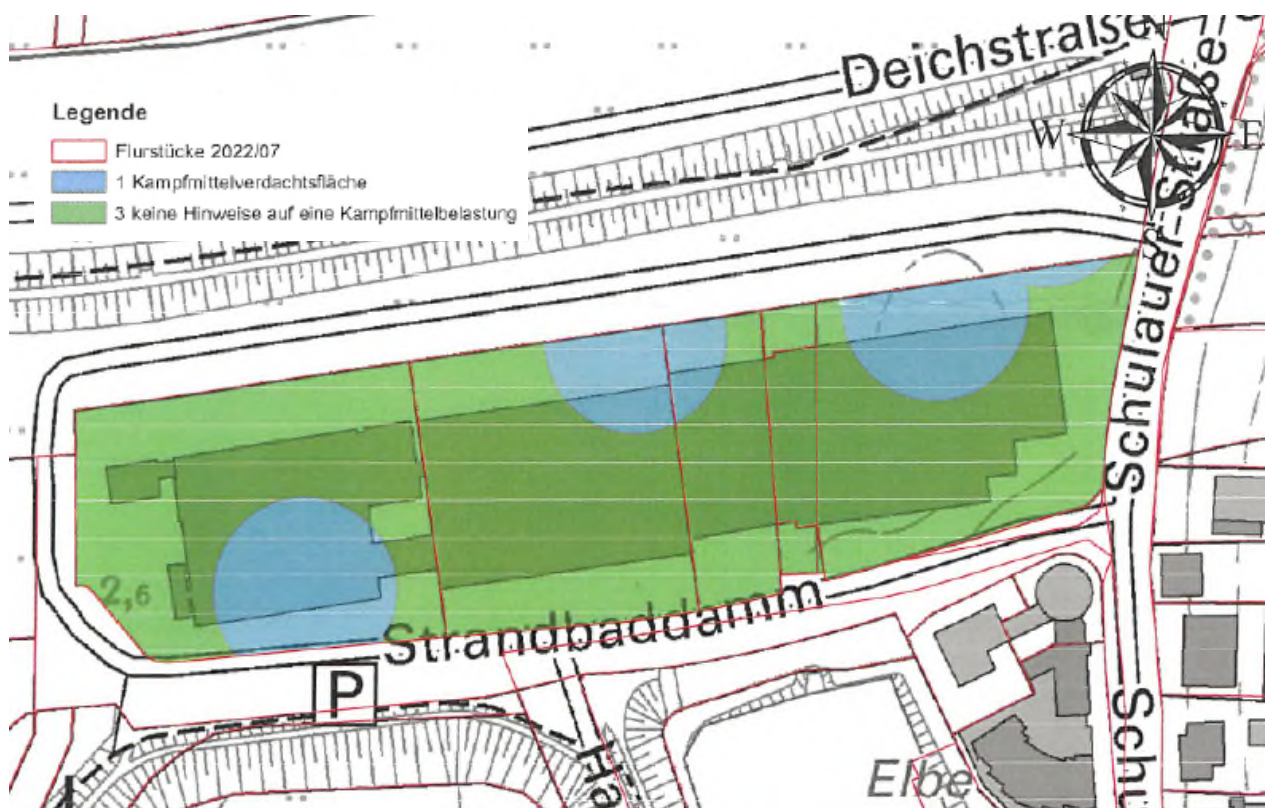 Deichstraße
Legende
Flurstücke 2022/07
1 Kampfmittelverdachtsfläche
3 keine Hinweise auf eine Kampfmittelbelastung
W
E
Schulauer Straße
2,6
Strandbaddamm
P
Ha
Elbe
Schu